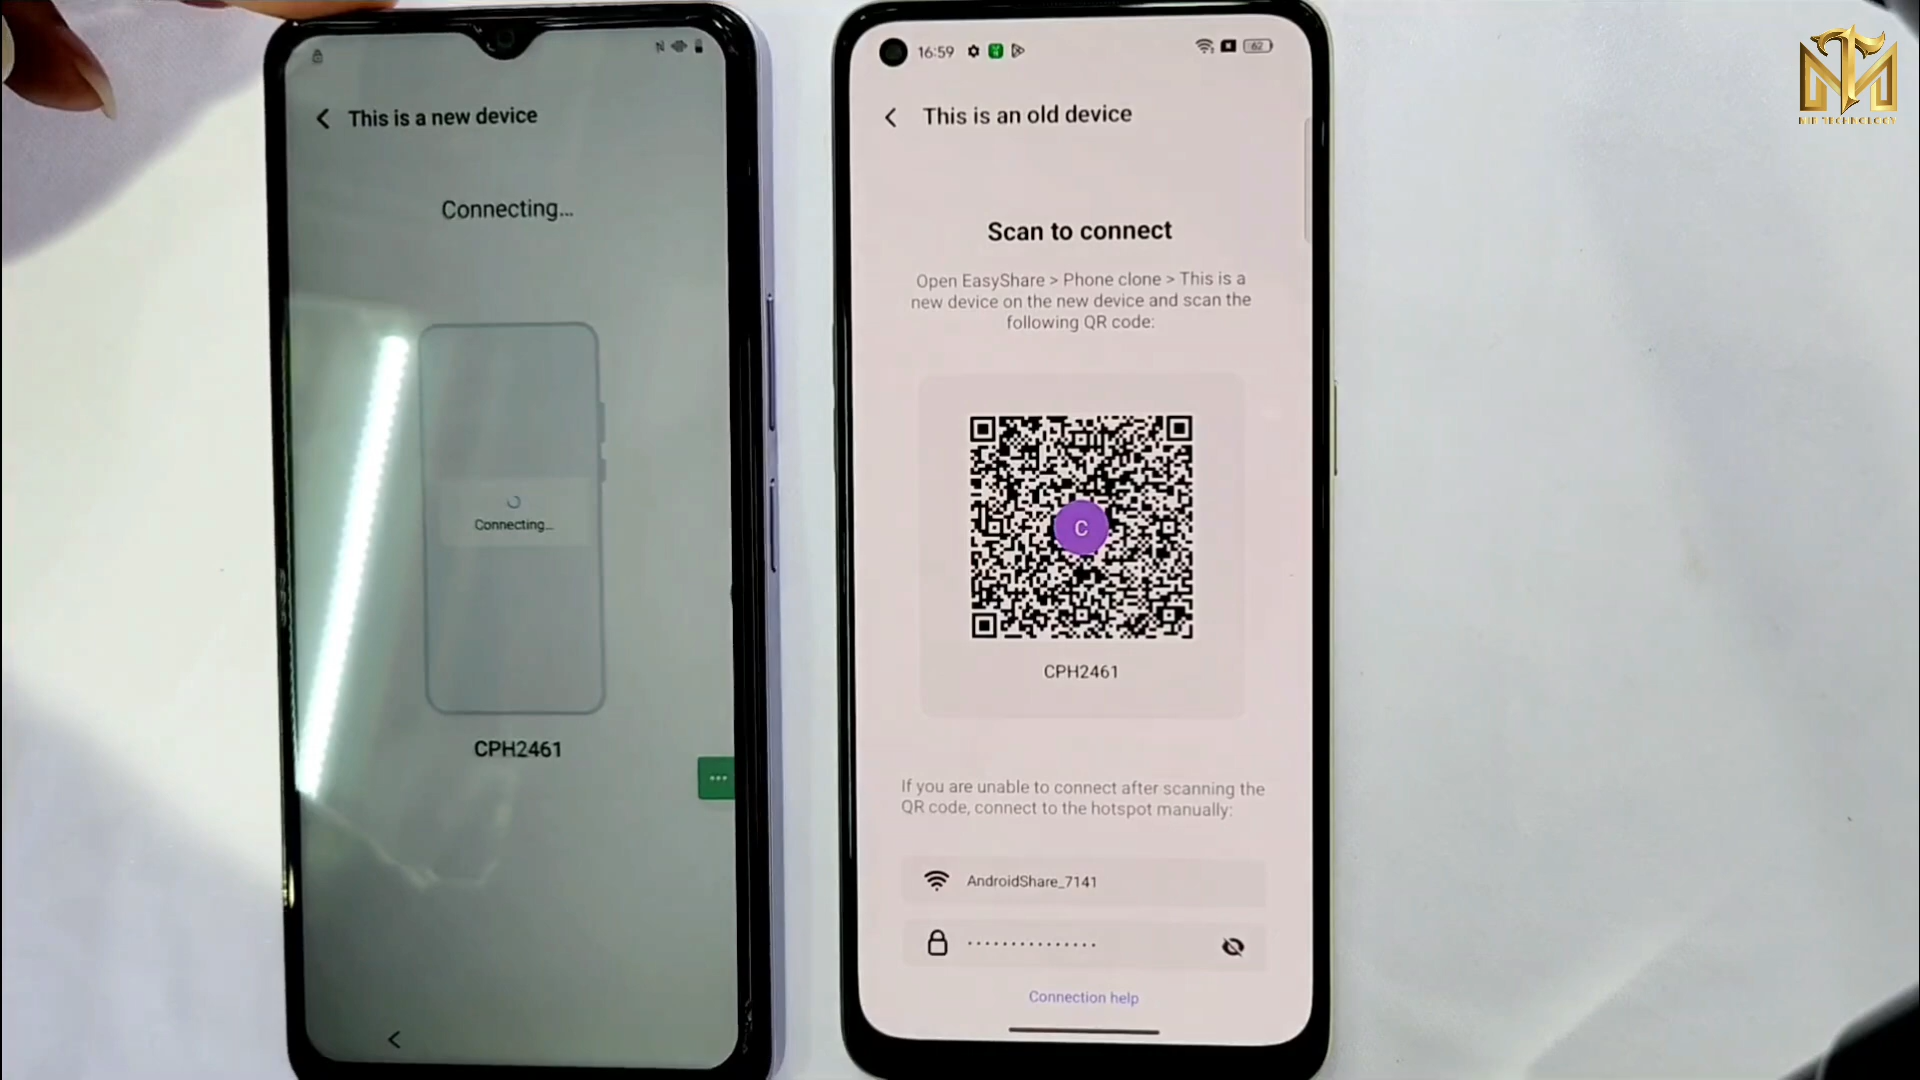 This is a new device
Connecting...
Connecting...
CPH2461
16:59
62
This is an old device
Scan to connect
Open EasyShare > Phone clone > This is a
new device on the new device and scan the
following QR code:
C
CPH2461
If you are unable to connect after scanning the
QR code, connect to the hotspot manually:
AndroidShare_7141
Connection help